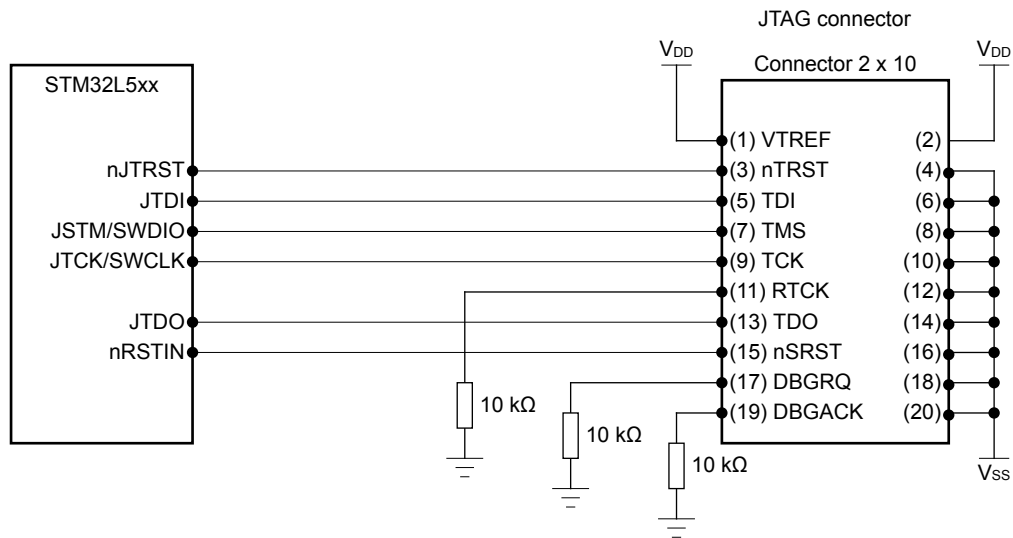 JTAG connector
VDD
VDD
Connector 2 x 10
STM32L5xx
(1) VTREF
(2)
nJTRST
(3) nTRST
(4)
JTDI
(5) TDI
(6)
JSTM/SWDIO
(7) TMS
(8)
JTCK/SWCLK
(9) TCK
(10)
(11) RTCK
(12)
JTDO
(13) TDO
(14)
nRSTIN
(15) nSRST
(16)
(17) DBGRQ
(18)
10 kΩ
(19) DBGACK
(20)
10 kΩ
10 kΩ
VSS